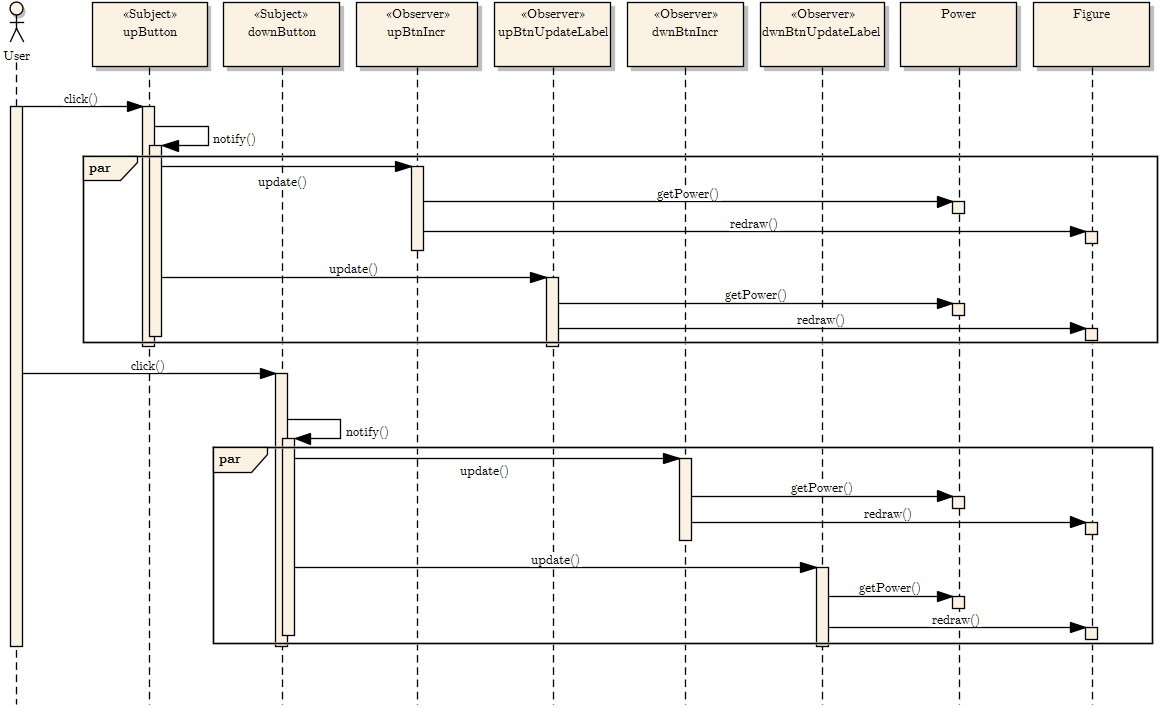 User
«Subject»
upButton
«Subject»
downButton
«Observer»
upBtnIncr
«Observer»
upBtnUpdateLabel
«Observer»
dwnBtnIncr
«Observer»
dwnBtnUpdateLabel
Power
Figure
click()
notify()
par
update()
getPower()
redraw()
update()
getPower()
redraw()
click()
notify()
par
update()
getPower()
redraw()
update()
getPower()
redraw()